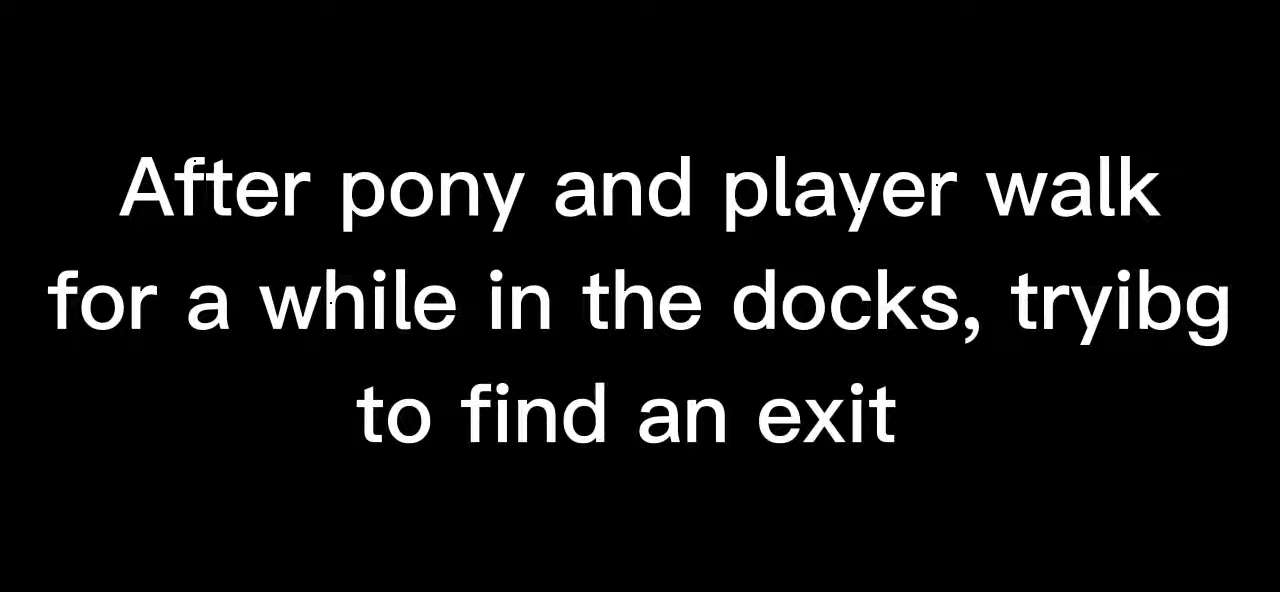 After pony and player walk
for a while in the docks, tryibg
to find an exit